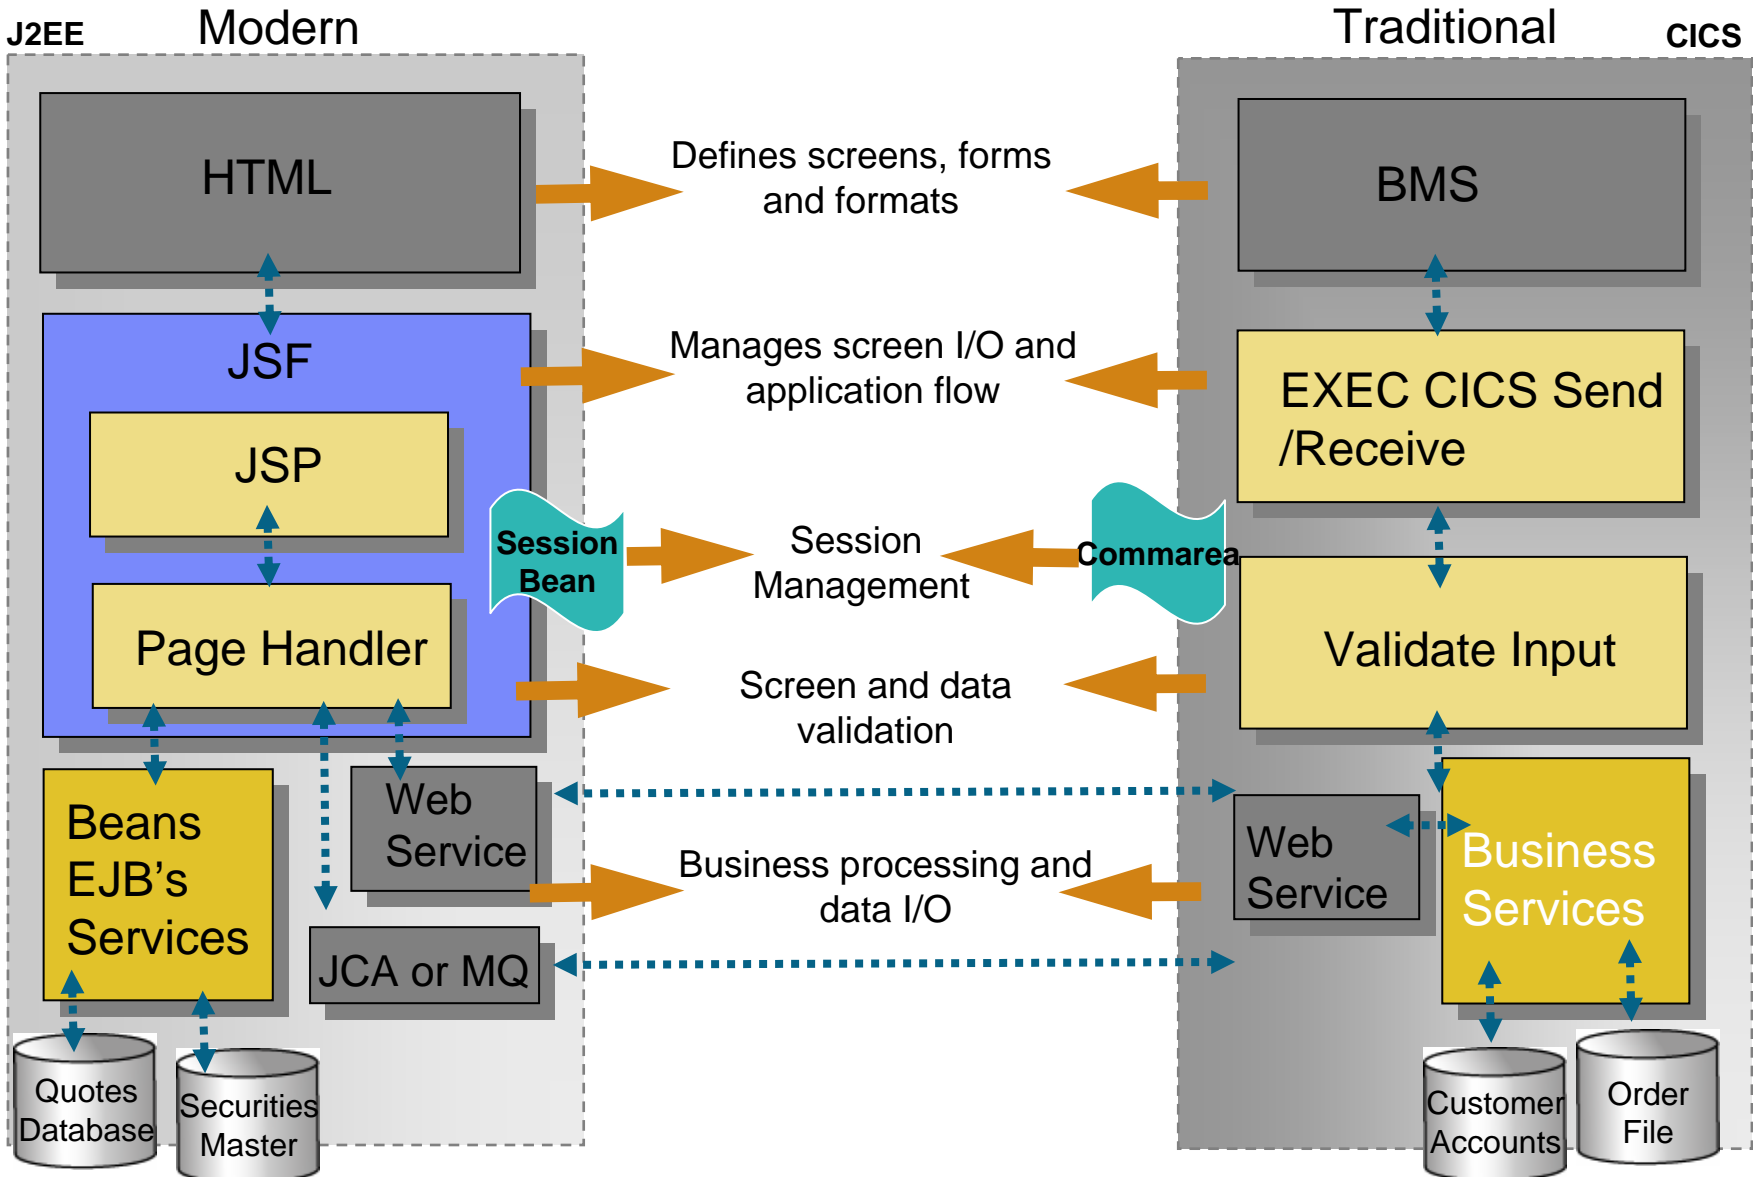 J2EE
Modern
Traditional
CICS
HTML
Defines screens, forms
and formats
BMS
JSF
Manages screen I/O and
application flow
EXEC CICS Send
/Receive
JSP
Session
Bean
Session
Management
Commarea
Page Handler
Screen and data
validation
Validate Input
Beans
EJB’s
Services
Web
Service
Business processing and
data I/O
Web
Service
Business
Services
JCA or MQ
Quotes
Database
Securities
Master
Customer
Accounts
Order
File